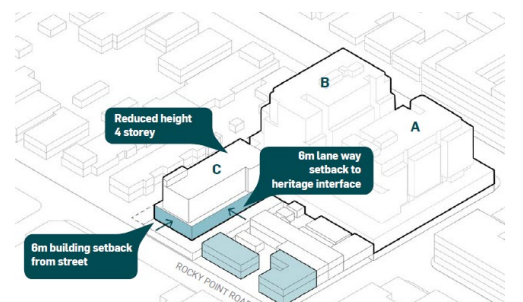 B
Reduced height
4 storey
A
C
6m lane way
setback to
heritage interface
6m building setback
from street
ROCKY POINT ROAD